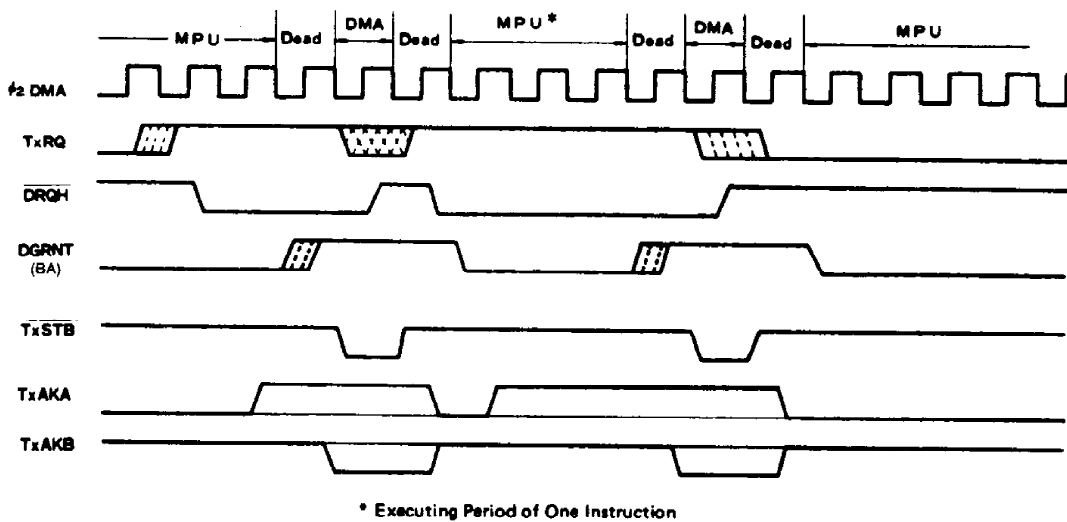 MPU Dead DMA Dead MPU* Dead DMA Dead MPU
ϕ2 DMA
TxRQ
DRQH
DGRNT
(BA)
TxSTB
TxAKA
TxAKB
* Executing Period of One Instruction